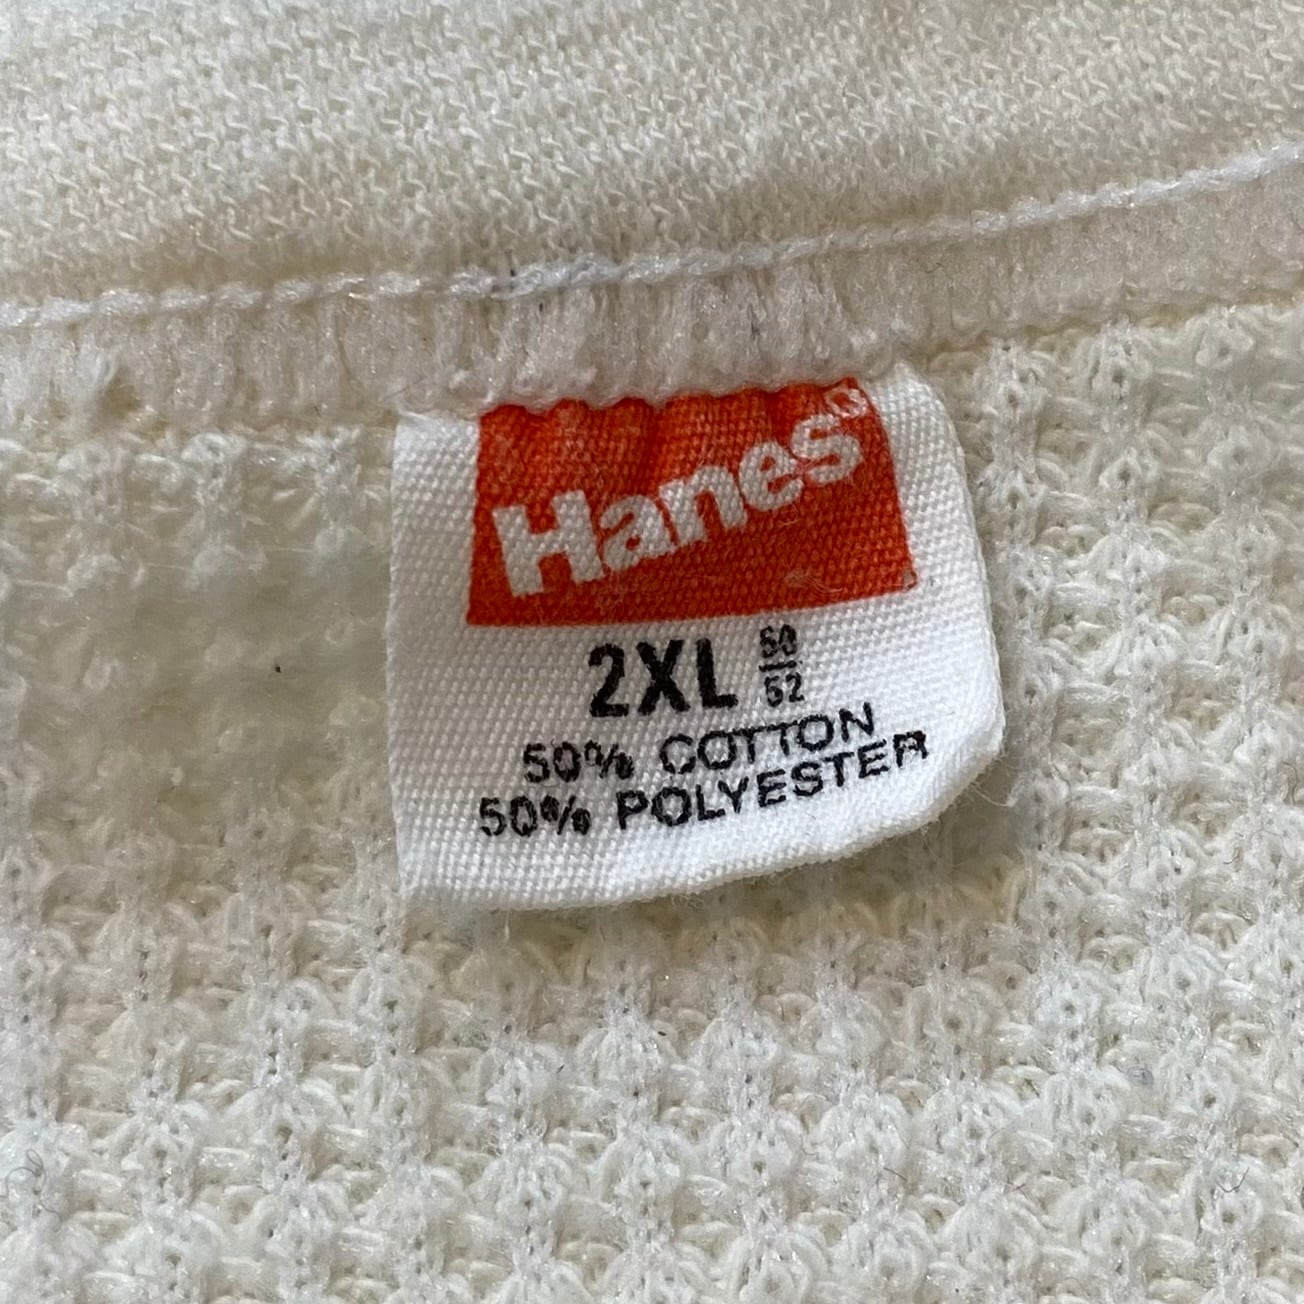 Hanes®
2XL 50
52
50% COTTON
50% POLYESTER